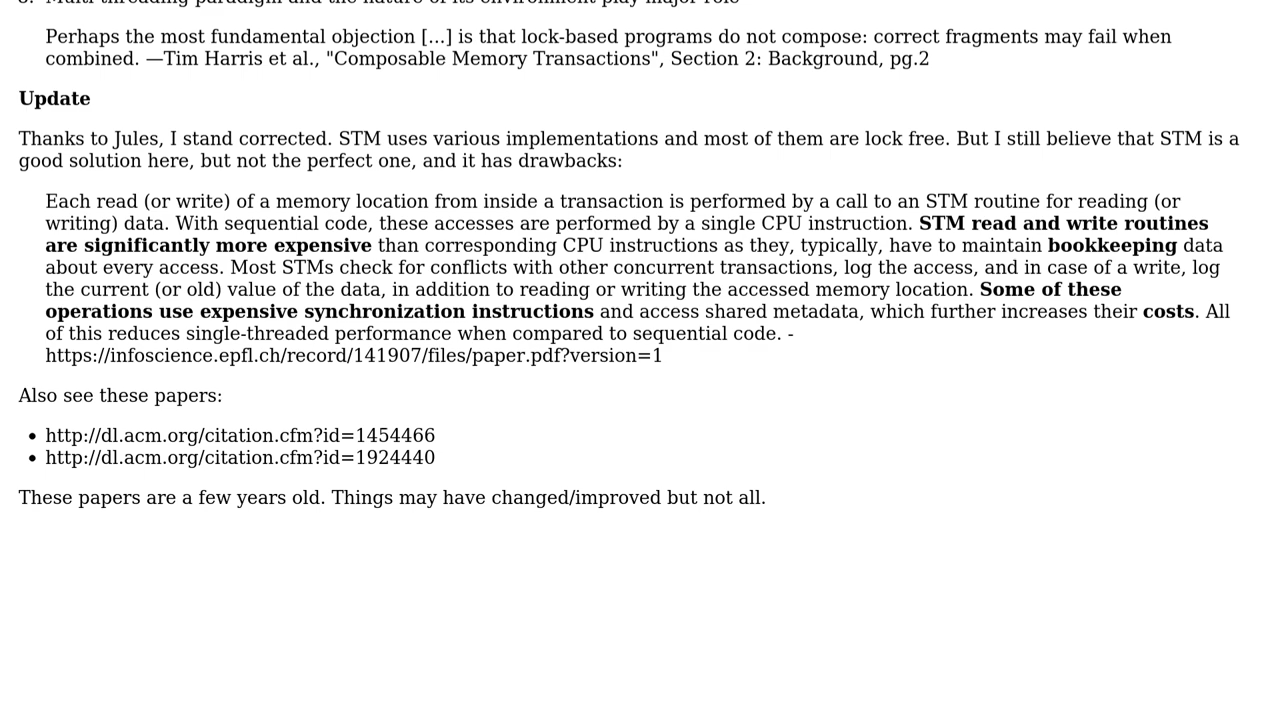 Multi-threading paradigm and the nature of its environment play major role
Perhaps the most fundamental objection [...] is that lock-based programs do not compose: correct fragments may fail when
combined. —Tim Harris et al., "Composable Memory Transactions", Section 2: Background, pg.2
Update
Thanks to Jules, I stand corrected. STM uses various implementations and most of them are lock free. But I still believe that STM is a
good solution here, but not the perfect one, and it has drawbacks:
Each read (or write) of a memory location from inside a transaction is performed by a call to an STM routine for reading (or
writing) data. With sequential code, these accesses are performed by a single CPU instruction. STM read and write routines
are significantly more expensive than corresponding CPU instructions as they, typically, have to maintain bookkeeping data
about every access. Most STMs check for conflicts with other concurrent transactions, log the access, and in case of a write, log
the current (or old) value of the data, in addition to reading or writing the accessed memory location. Some of these
operations use expensive synchronization instructions and access shared metadata, which further increases their costs. All
of this reduces single-threaded performance when compared to sequential code. -
https://infoscience.epfl.ch/record/141907/files/paper.pdf?version=1
Also see these papers:
• http://dl.acm.org/citation.cfm?id=1454466
• http://dl.acm.org/citation.cfm?id=1924440
These papers are a few years old. Things may have changed/improved but not all.